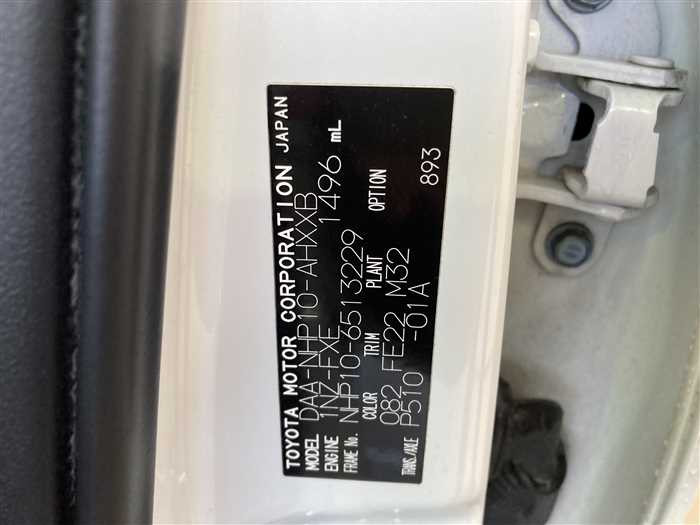 TOYOTA MOTOR CORPORATION JAPAN
MODEL DAA-NHP10-AHXXB
ENGINE 1NZ-FXE 1496 mL
FRAME No. NHP10-6513229
COLOR TRIM PLANT OPTION
082 FE22 M32 893
TRANS./AXLE P510 -01A